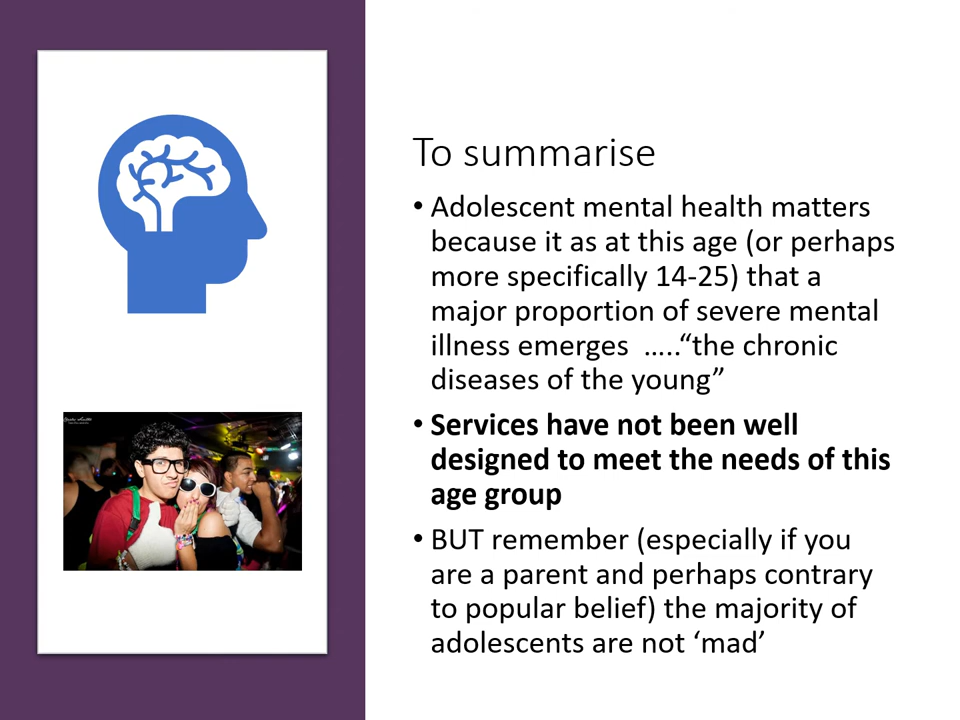 To summarise
• Adolescent mental health matters
because it as at this age (or perhaps
more specifically 14-25) that a
major proportion of severe mental
illness emerges  …..“the chronic
diseases of the young”
• Services have not been well
designed to meet the needs of this
age group
• BUT remember (especially if you
are a parent and perhaps contrary
to popular belief) the majority of
adolescents are not ‘mad’